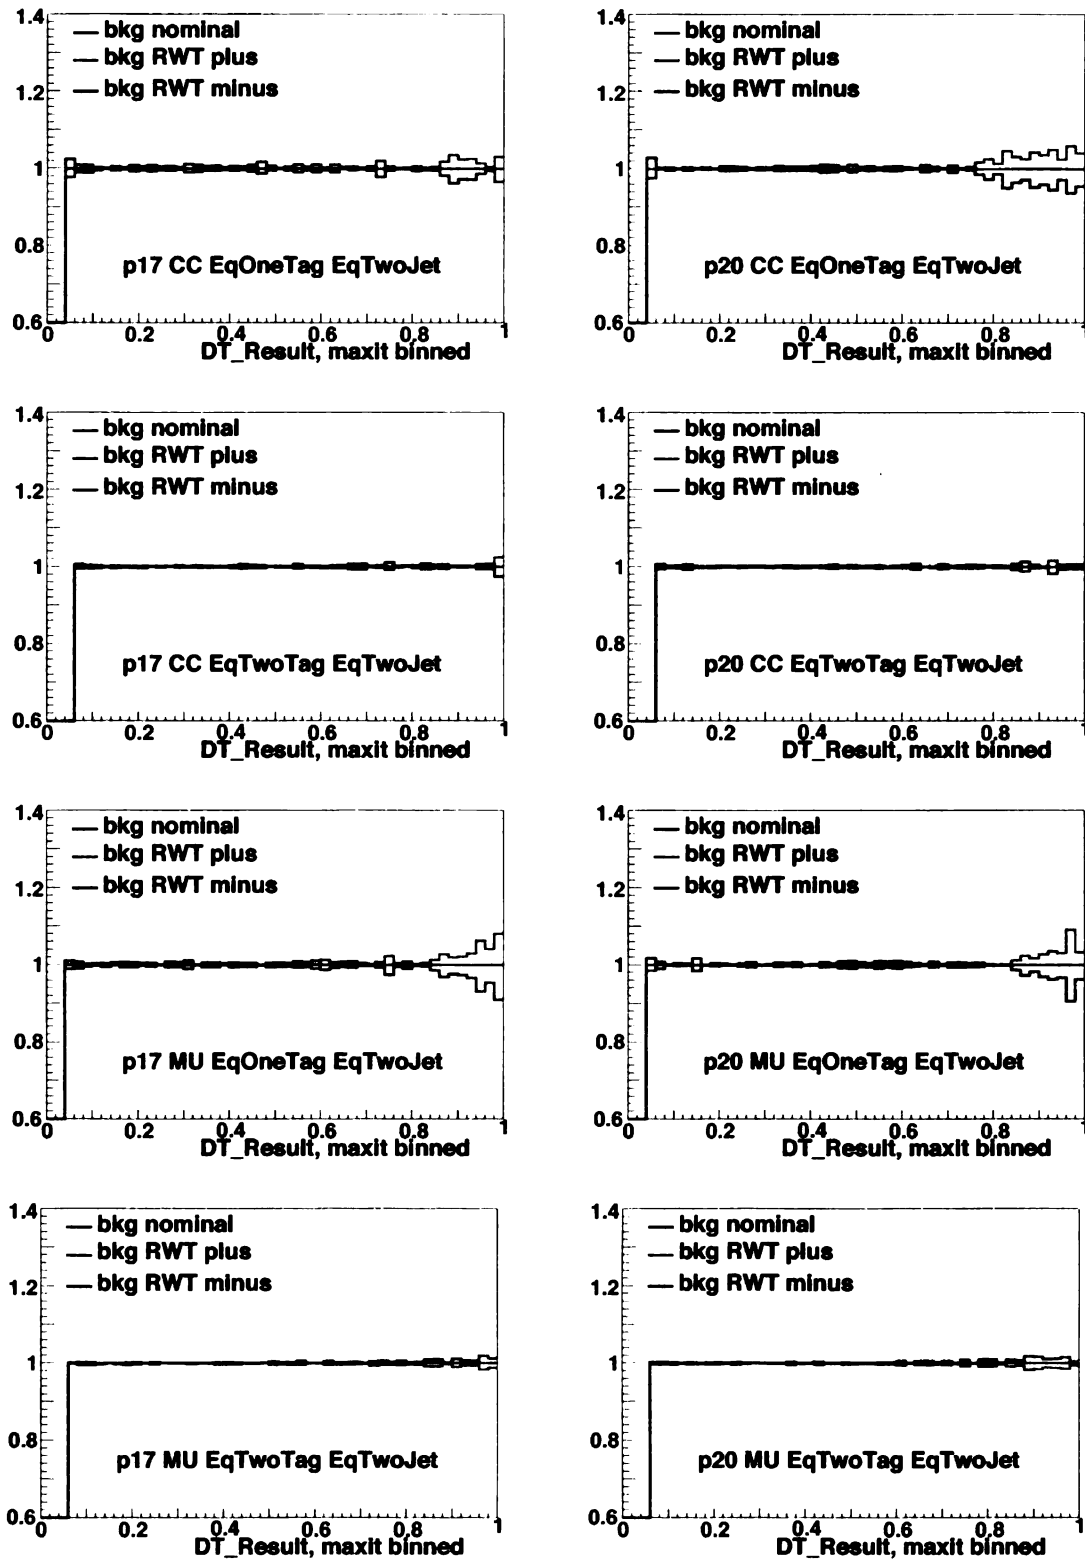 1.4
bkg nominal
bkg RWT plus
1.2
bkg RWT minus
1
0.8
p17 CC EqOneTag EqTwoJet
0.6
0 0.2 0.4 0.6 0.8 1
DT_Result, maxit binned
1.4
bkg nominal
bkg RWT plus
1.2
bkg RWT minus
1
0.8
p20 CC EqOneTag EqTwoJet
0.6
0 0.2 0.4 0.6 0.8 1
DT_Result, maxit binned
1.4
bkg nominal
bkg RWT plus
1.2
bkg RWT minus
1
0.8
p17 CC EqTwoTag EqTwoJet
0.6
0 0.2 0.4 0.6 0.8 1
DT_Result, maxit binned
1.4
bkg nominal
bkg RWT plus
1.2
bkg RWT minus
1
0.8
p20 CC EqTwoTag EqTwoJet
0.6
0 0.2 0.4 0.6 0.8 1
DT_Result, maxit binned
1.4
bkg nominal
bkg RWT plus
1.2
bkg RWT minus
1
0.8
p17 MU EqOneTag EqTwoJet
0.6
0 0.2 0.4 0.6 0.8 1
DT_Result, maxit binned
1.4
bkg nominal
bkg RWT plus
1.2
bkg RWT minus
1
0.8
p20 MU EqOneTag EqTwoJet
0.6
0 0.2 0.4 0.6 0.8 1
DT_Result, maxit binned
1.4
bkg nominal
bkg RWT plus
1.2
bkg RWT minus
1
0.8
p17 MU EqTwoTag EqTwoJet
0.6
0 0.2 0.4 0.6 0.8 1
DT_Result, maxit binned
1.4
bkg nominal
bkg RWT plus
1.2
bkg RWT minus
1
0.8
p20 MU EqTwoTag EqTwoJet
0.6
0 0.2 0.4 0.6 0.8 1
DT_Result, maxit binned